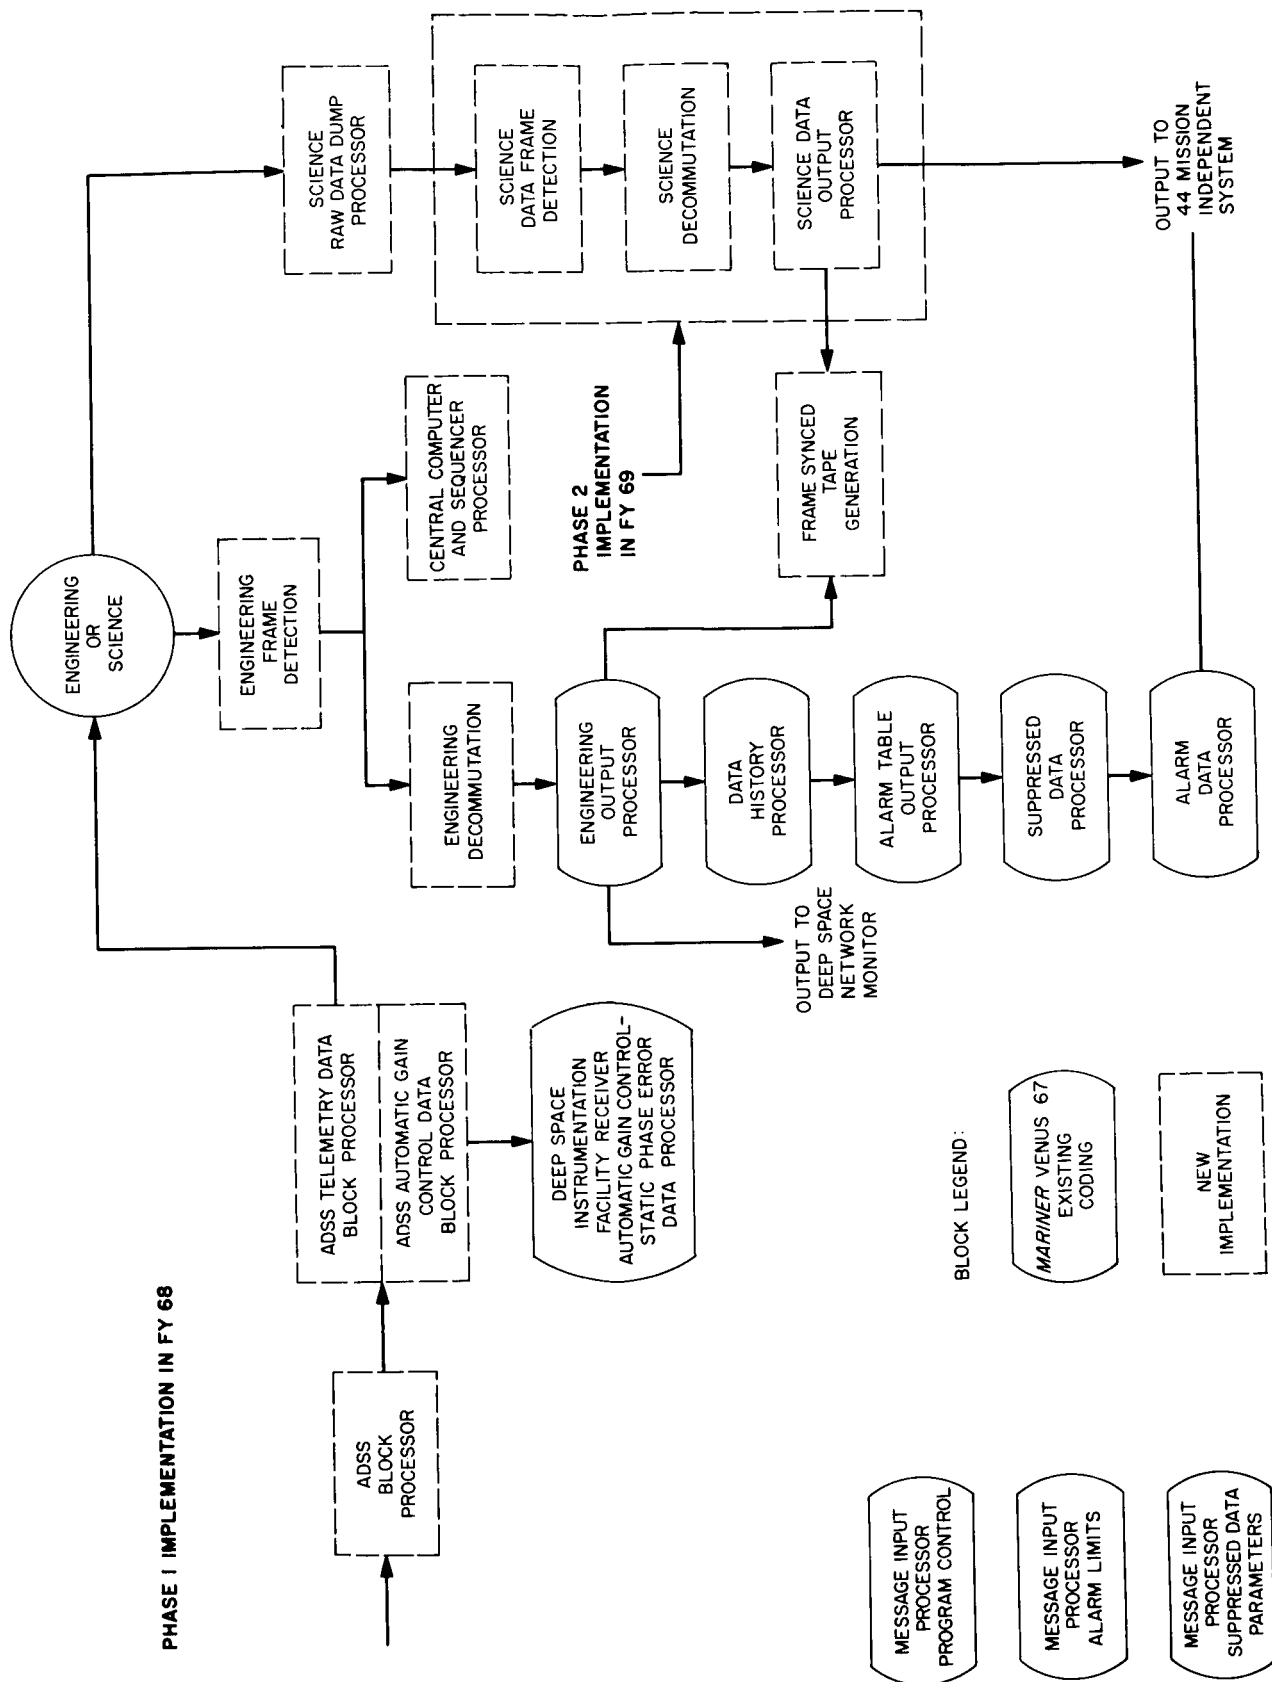 PHASE I IMPLEMENTATION IN FY 68
ADSS
BLOCK
PROCESSOR
ADSS TELEMETRY DATA
BLOCK PROCESSOR
ADSS AUTOMATIC GAIN
CONTROL DATA
BLOCK PROCESSOR
DEEP SPACE
INSTRUMENTATION
FACILITY RECEIVER
AUTOMATIC GAIN CONTROL-
STATIC PHASE ERROR
DATA PROCESSOR
ENGINEERING
OR
SCIENCE
ENGINEERING
FRAME
DETECTION
ENGINEERING
DECOMMUTATION
CENTRAL COMPUTER
AND SEQUENCER
PROCESSOR
ENGINEERING
OUTPUT
PROCESSOR
OUTPUT TO
DEEP SPACE
NETWORK
MONITOR
DATA
HISTORY
PROCESSOR
ALARM TABLE
OUTPUT
PROCESSOR
SUPPRESSED
DATA
PROCESSOR
ALARM
DATA
PROCESSOR
PHASE 2
IMPLEMENTATION
IN FY 69
FRAME SYNCED
TAPE
GENERATION
SCIENCE
RAW DATA DUMP
PROCESSOR
SCIENCE
DATA FRAME
DETECTION
SCIENCE
DECOMMUTATION
SCIENCE DATA
OUTPUT
PROCESSOR
OUTPUT TO
44 MISSION
INDEPENDENT
SYSTEM
MESSAGE INPUT
PROCESSOR
PROGRAM CONTROL
MESSAGE INPUT
PROCESSOR
ALARM LIMITS
MESSAGE INPUT
PROCESSOR
SUPPRESSED DATA
PARAMETERS
BLOCK LEGEND:
MARINER VENUS 67
EXISTING
CODING
NEW
IMPLEMENTATION